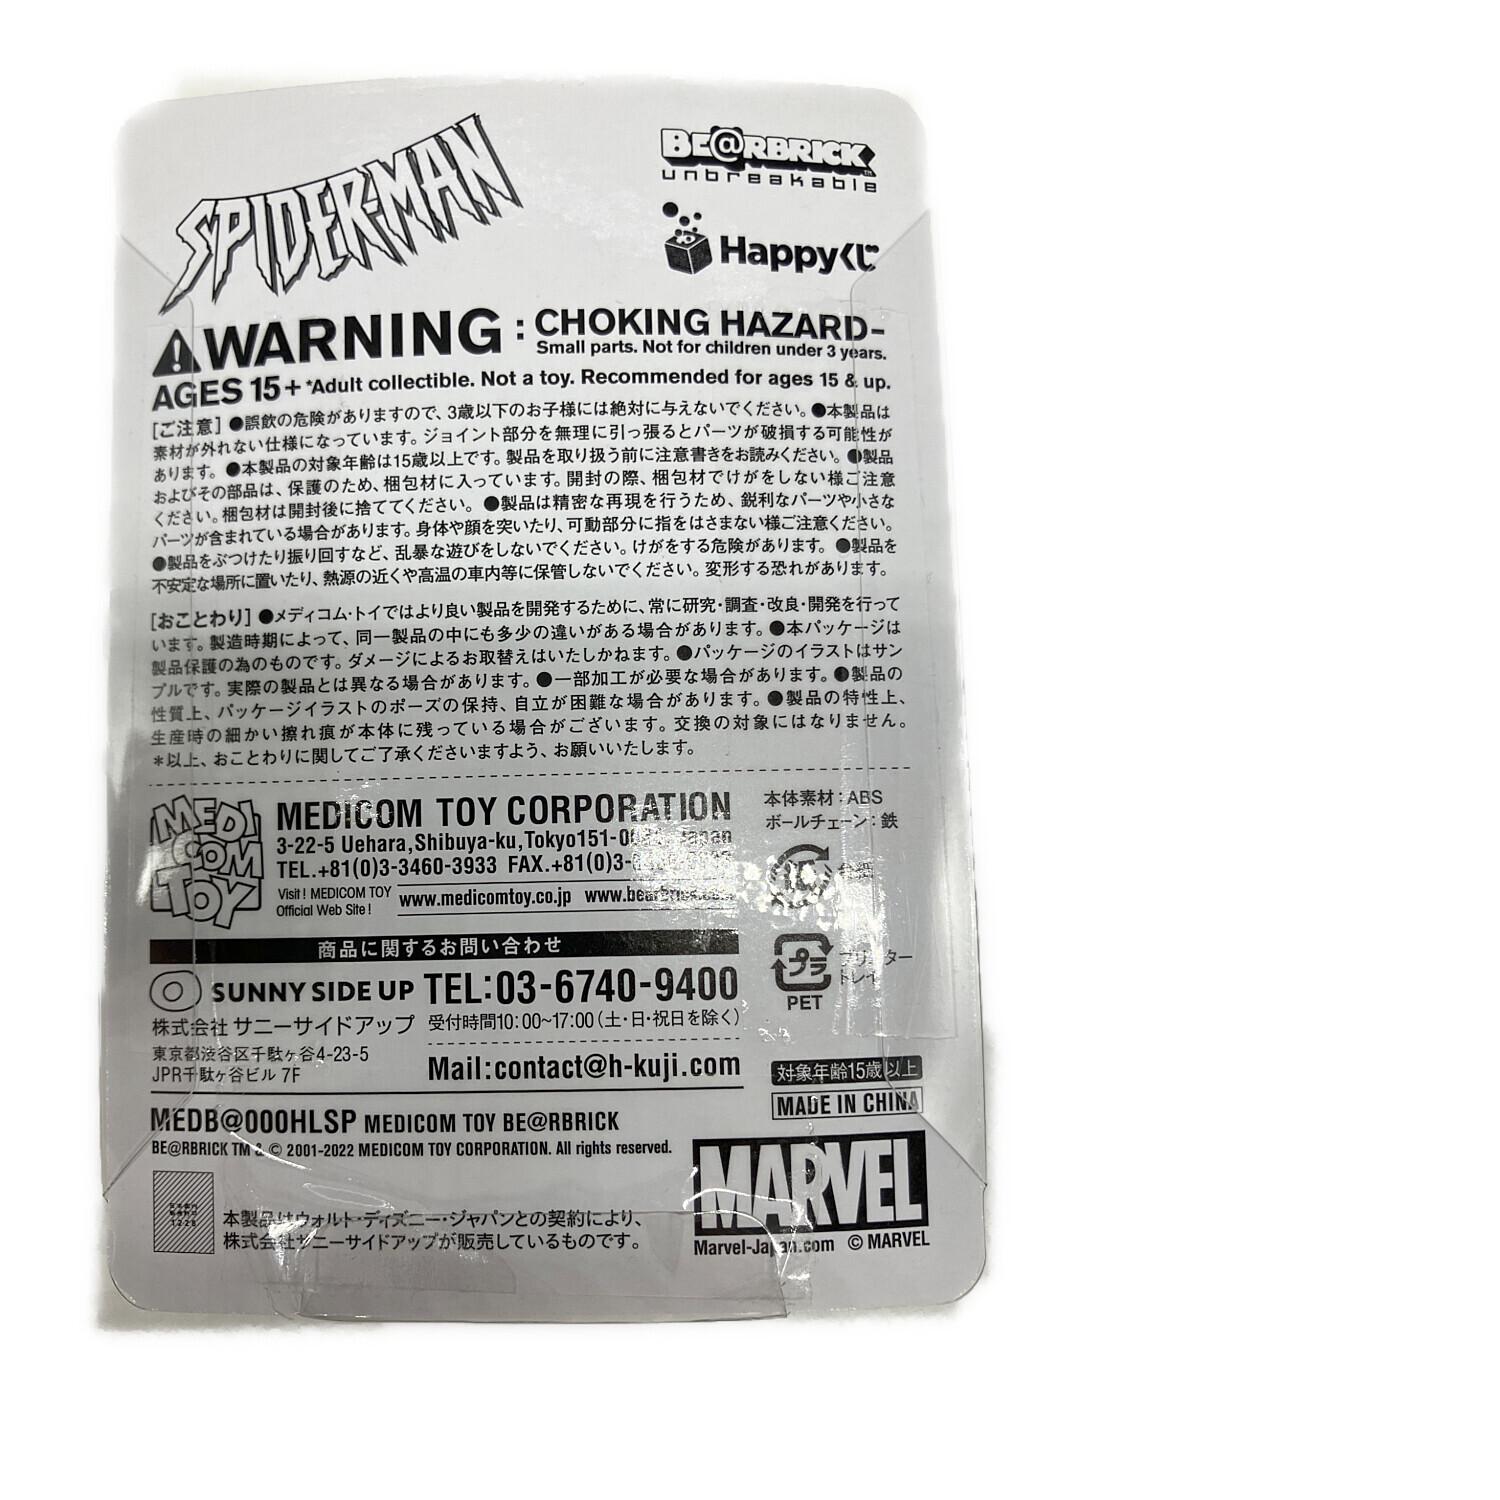 SPIDER-MAN
BE@RBRICK TM
unbreakable
Happyくじ
WARNING : CHOKING HAZARD-
Small parts. Not for children under 3 years.
AGES 15+ *Adult collectible. Not a toy. Recommended for ages 15 & up.
[ご注意] ●誤飲の危険がありますので、3歳以下のお子様には絶対に与えないでください。●本製品は
素材が外れない仕様になっています。ジョイント部分を無理に引っ張るとパーツが破損する可能性が
あります。●本製品の対象年齢は15歳以上です。製品を取り扱う前に注意書きをお読みください。●製品
およびその部品は、保護のため、梱包材に入っています。開封の際、梱包材でけがをしない様ご注意
ください。梱包材は開封後に捨ててください。●製品は精密な再現を行うため、鋭利なパーツや小さな
パーツが含まれている場合があります。身体や顔を突いたり、可動部分に指をはさまない様ご注意ください。
●製品をぶつけたり振り回すなど、乱暴な遊びをしないでください。けがをする危険があります。●製品を
不安定な場所に置いたり、熱源の近くや高温の車内等に保管しないでください。変形する恐れがあります。
[おことわり] ●メディコム・トイではより良い製品を開発するために、常に研究・調査・改良・開発を行って
います。製造時期によって、同一製品の中にも多少の違いがある場合があります。●本パッケージは
製品保護の為のものです。ダメージによるお取替えはいたしかねます。●パッケージのイラストはサン
プルです。実際の製品とは異なる場合があります。●一部加工が必要な場合があります。●製品の
性質上、パッケージイラストのポーズの保持、自立が困難な場合があります。●製品の特性上、
生産時の細かい擦れ痕が本体に残っている場合がございます。交換の対象にはなりません。
*以上、おことわりに関してご了承くださいますよう、お願いいたします。
MEDI
COM
TOY
MEDICOM TOY CORPORATION
3-22-5 Uehara,Shibuya-ku,Tokyo151- Japan
TEL.+81(0)3-3460-3933 FAX.+81(0)3-
Visit! MEDICOM TOY
Official Web Site!
www.medicomtoy.co.jp www.bearbrick.com
本体素材：ABS
ボールチェーン：鉄
台紙
プラ
PET
ブリスター
トレイ
商品に関するお問い合わせ
SUNNY SIDE UP TEL:03-6740-9400
株式会社 サニーサイドアップ 受付時間10:00~17:00（土・日・祝日を除く）
東京都渋谷区千駄ヶ谷4-23-5
JPR千駄ヶ谷ビル 7F
Mail:contact@h-kuji.com
対象年齢15歳以上
MADE IN CHINA
MEDB@000HLSP MEDICOM TOY BE@RBRICK
BE@RBRICK TM & © 2001-2022 MEDICOM TOY CORPORATION. All rights reserved.
1228
本製品はウォルト・ディズニー・ジャパンとの契約により、
株式会社サニーサイドアップが販売しているものです。
MARVEL
Marvel-Japan.com © MARVEL